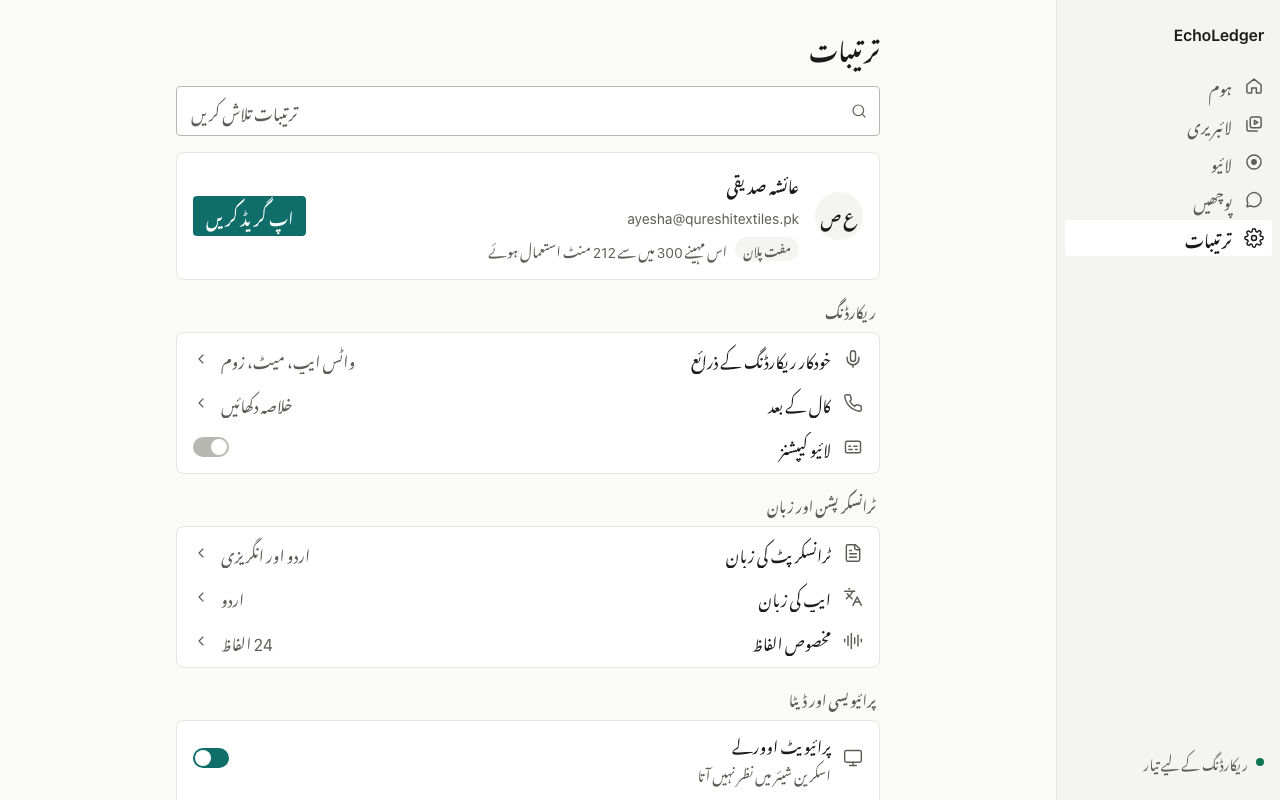 EchoLedger
ہوم
لائبریری
لائیو
پوچھیں
ترتیبات
ریکارڈنگ کے لیے تیار
ترتیبات
ترتیبات تلاش کریں
ع ص
عائشہ صدیقی
ayesha@qureshitextiles.pk
مفت پلان اس مہینے 300 میں سے 212 منٹ استعمال ہوئے
اپ گریڈ کریں
ریکارڈنگ
خودکار ریکارڈنگ کے ذرائع واٹس ایپ، میٹ، زوم
کال کے بعد خلاصہ دکھائیں
لائیو کیپشنز
ٹرانسکرپشن اور زبان
ٹرانسکرپٹ کی زبان اردو اور انگریزی
ایپ کی زبان اردو
مخصوص الفاظ 24 الفاظ
پرائیویسی اور ڈیٹا
پرائیویٹ اوورلے
اسکرین شیئر میں نظر نہیں آتا